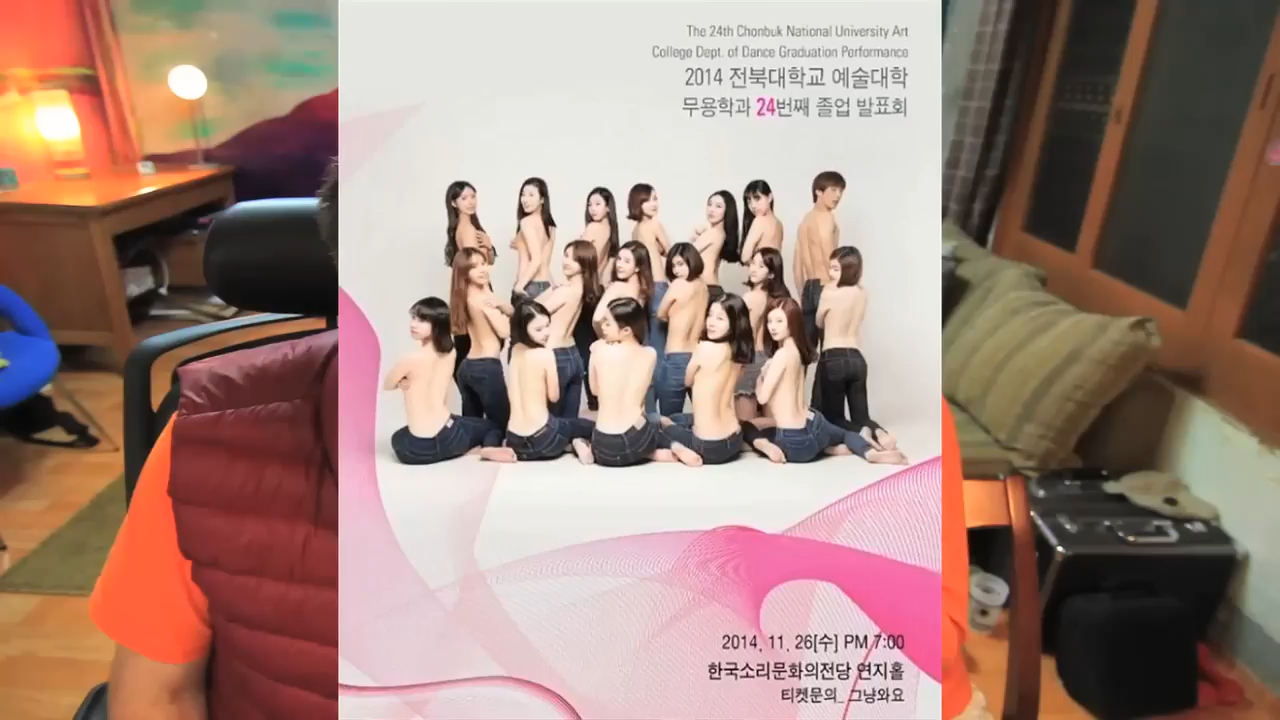 The 24th Chonbuk National University Art
College Dept. of Dance Graduation Performance
2014 전북대학교 예술대학
무용학과 24번째 졸업 발표회
2014. 11. 26[수] PM 7:00
한국소리문화의전당 연지홀
티켓문의_ 그냥와요